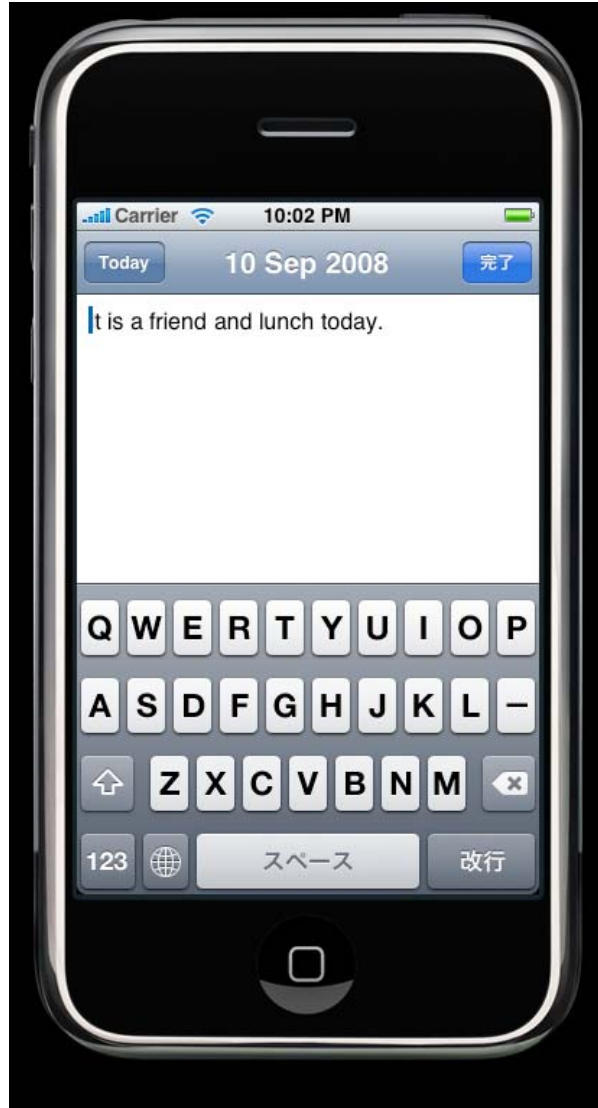 Carrier 10:02 PM
Today 10 Sep 2008 完了
t is a friend and lunch today.
Q W E R T Y U I O P
A S D F G H J K L ー
Z X C V B N M
123 スペース 改行